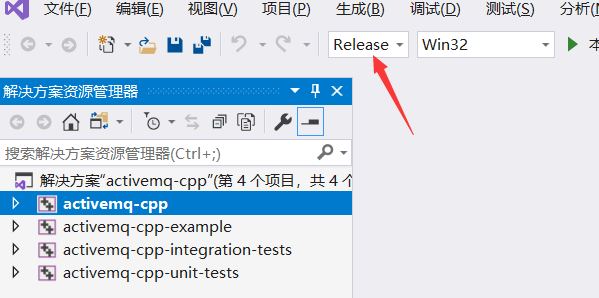 文件(F) 编辑(E) 视图(V) 项目(P) 生成(B) 调试(D) 测试(S) 分析(
Release Win32
解决方案资源管理器
搜索解决方案资源管理器(Ctrl+;)
解决方案"activemq-cpp"(第 4 个项目，共 4 个
activemq-cpp
activemq-cpp-example
activemq-cpp-integration-tests
activemq-cpp-unit-tests